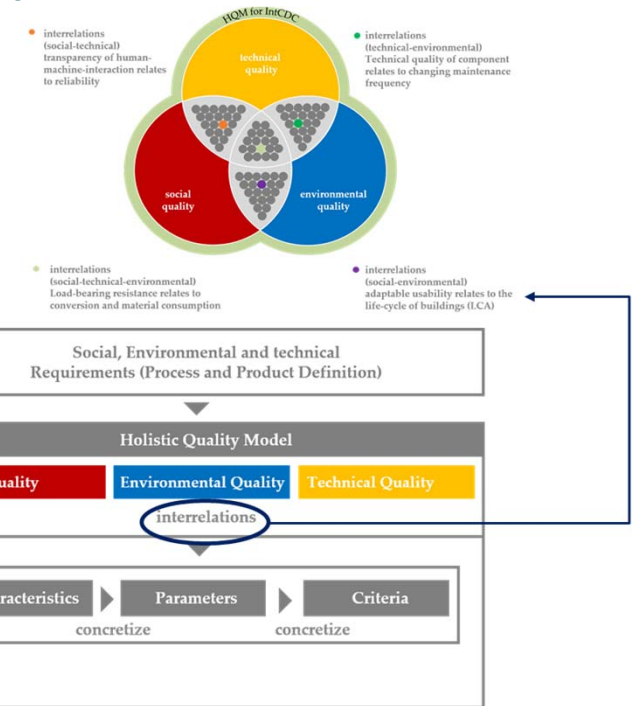 HQM for IntCDC
interrelations
(social-technical)
transparency of human-
machine-interaction relates
to reliability
technical
quality
interrelations
(technical-environmental)
Technical quality of component
relates to changing maintenance
frequency
social
quality
environmental
quality
interrelations
(social-technical-environmental)
Load-bearing resistance relates to
conversion and material consumption
interrelations
(social-environmental)
adaptable usability relates to the
life-cycle of buildings (LCA)
Social, Environmental and technical
Requirements (Process and Product Definition)
Holistic Quality Model
uality
Environmental Quality
Technical Quality
interrelations
racteristics
Parameters
Criteria
concretize
concretize